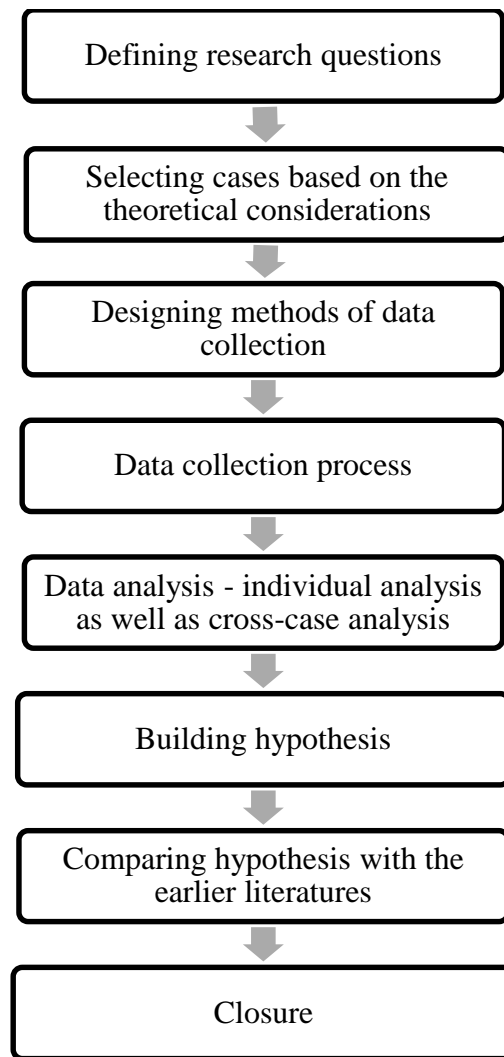 Defining research questions
Selecting cases based on the
theoretical considerations
Designing methods of data
collection
Data collection process
Data analysis - individual analysis
as well as cross-case analysis
Building hypothesis
Comparing hypothesis with the
earlier literatures
Closure